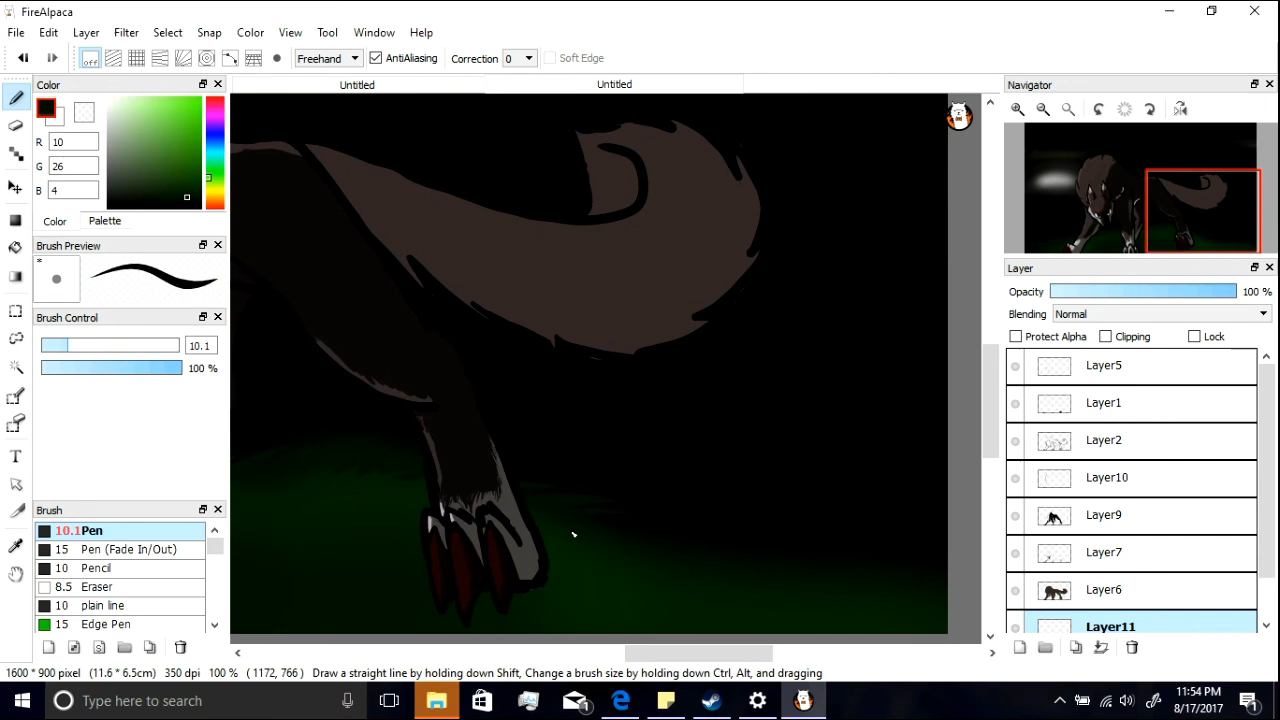 FireAlpaca
File Edit Layer Filter Select Snap Color View Tool Window Help
off Freehand AntiAliasing Correction 0 Soft Edge
Color
Untitled Untitled
Navigator
R 10
G 26
B 4
Color Palette
Brush Preview
*
Brush Control
10.1
100 %
Brush
10.1 Pen
15 Pen (Fade In/Out)
10 Pencil
8.5 Eraser
10 plain line
15 Edge Pen
Layer
Opacity 100 %
Blending Normal
Protect Alpha Clipping Lock
Layer5
Layer1
Layer2
Layer10
Layer9
Layer7
Layer6
Layer11
1600 * 900 pixel (11.6 * 6.5cm) 350 dpi 100 % ( 1172, 766 ) Draw a straight line by holding down Shift, Change a brush size by holding down Ctrl, Alt, and dragging
Type here to search
1
11:54 PM
8/17/2017
1